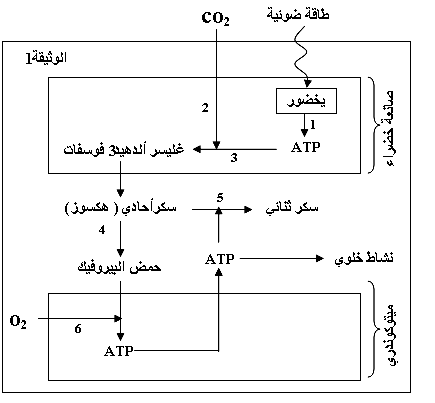 CO2
طاقة ضوئية
الوثيقة1
يخضور
صانعة خضراء
1
2
ATP
3
غليسر ألدهيد3 فوسفات
سكرأحادي ( هكسوز)
5
سكر ثنائي
4
ATP
نشاط خلوي
حمض البيروفيك
O2
6
ATP
ميتوكوندري